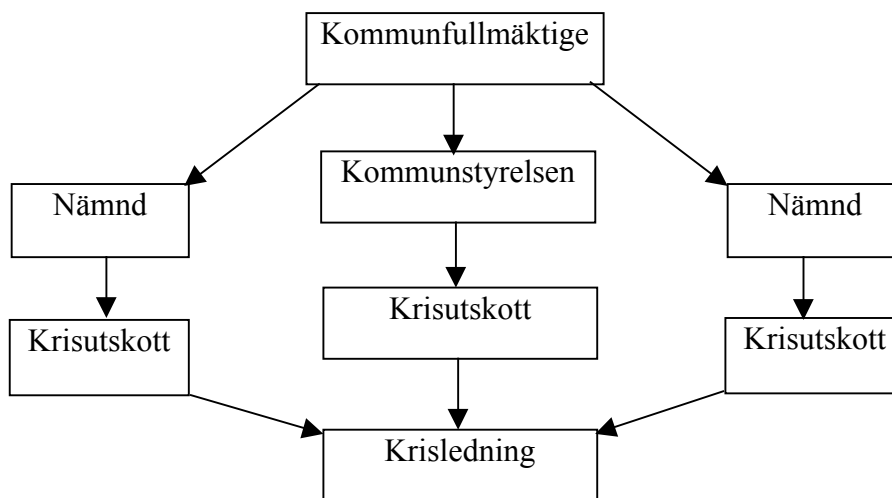 Kommunfullmäktige
Kommunstyrelsen
Nämnd
Nämnd
Krisutskott
Krisutskott
Krisutskott
Krisledning